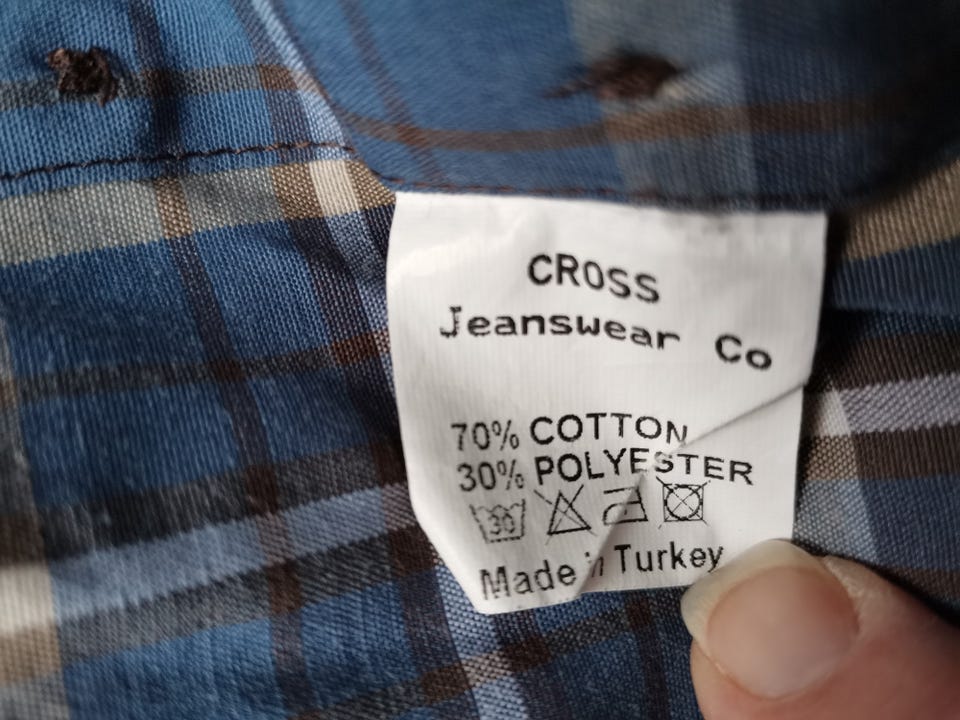 CROSS
Jeanswear Co
70% COTTON
30% POLYESTER
30
Made in Turkey